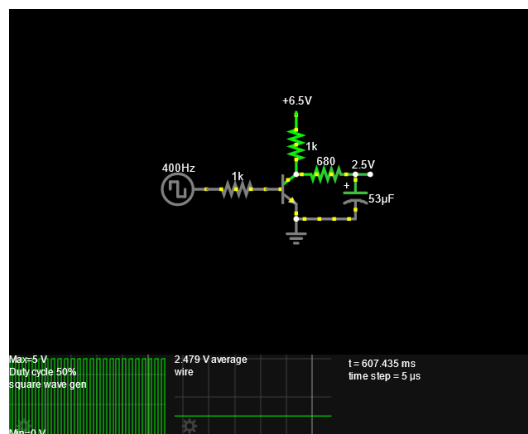 +6.5V
1k
680
2.5V
400Hz
1k
+
53µF
Max=5 V
Duty cycle 50%
square wave gen
Min=0 V
2.479 V average
wire
t = 607.435 ms
time step = 5 µs